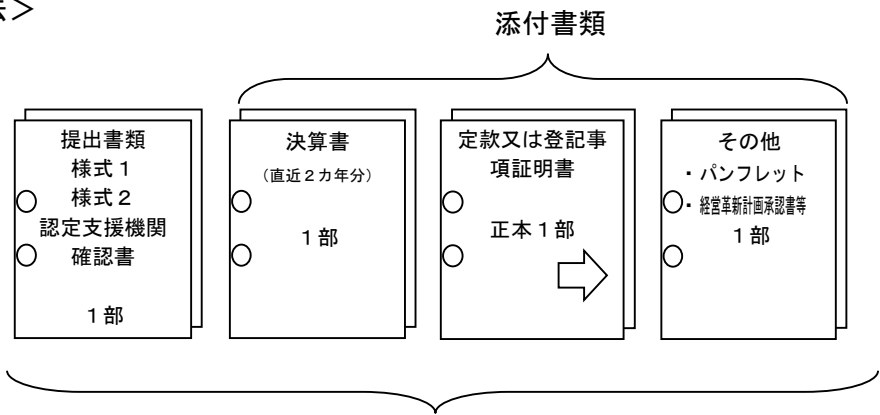 添付書類
提出書類
様式１
様式２
認定支援機関
確認書
１部
決算書
（直近２カ年分）
１部
定款又は登記事
項証明書
正本１部
その他
・パンフレット
・経営革新計画承認書等
１部